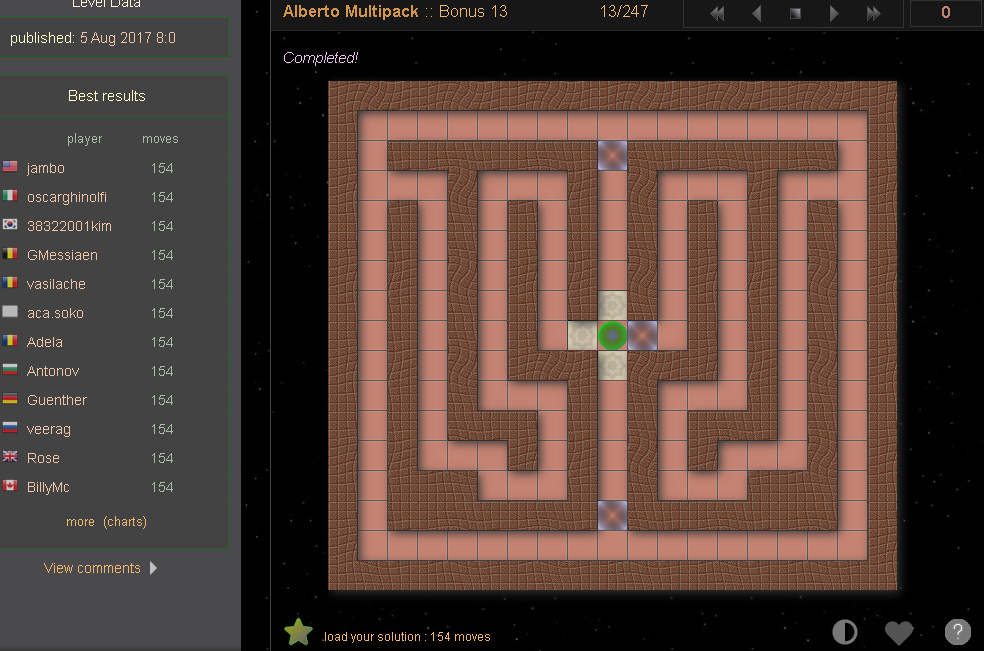 Level Data
published: 5 Aug 2017 8:0
Best results
player moves
jambo 154
oscarghinolfi 154
38322001kim 154
GMessiaen 154
vasilache 154
aca.soko 154
Adela 154
Antonov 154
Guenther 154
veerag 154
Rose 154
BillyMc 154
more (charts)
View comments
Alberto Multipack :: Bonus 13 13/247 0
Completed!
load your solution : 154 moves
?